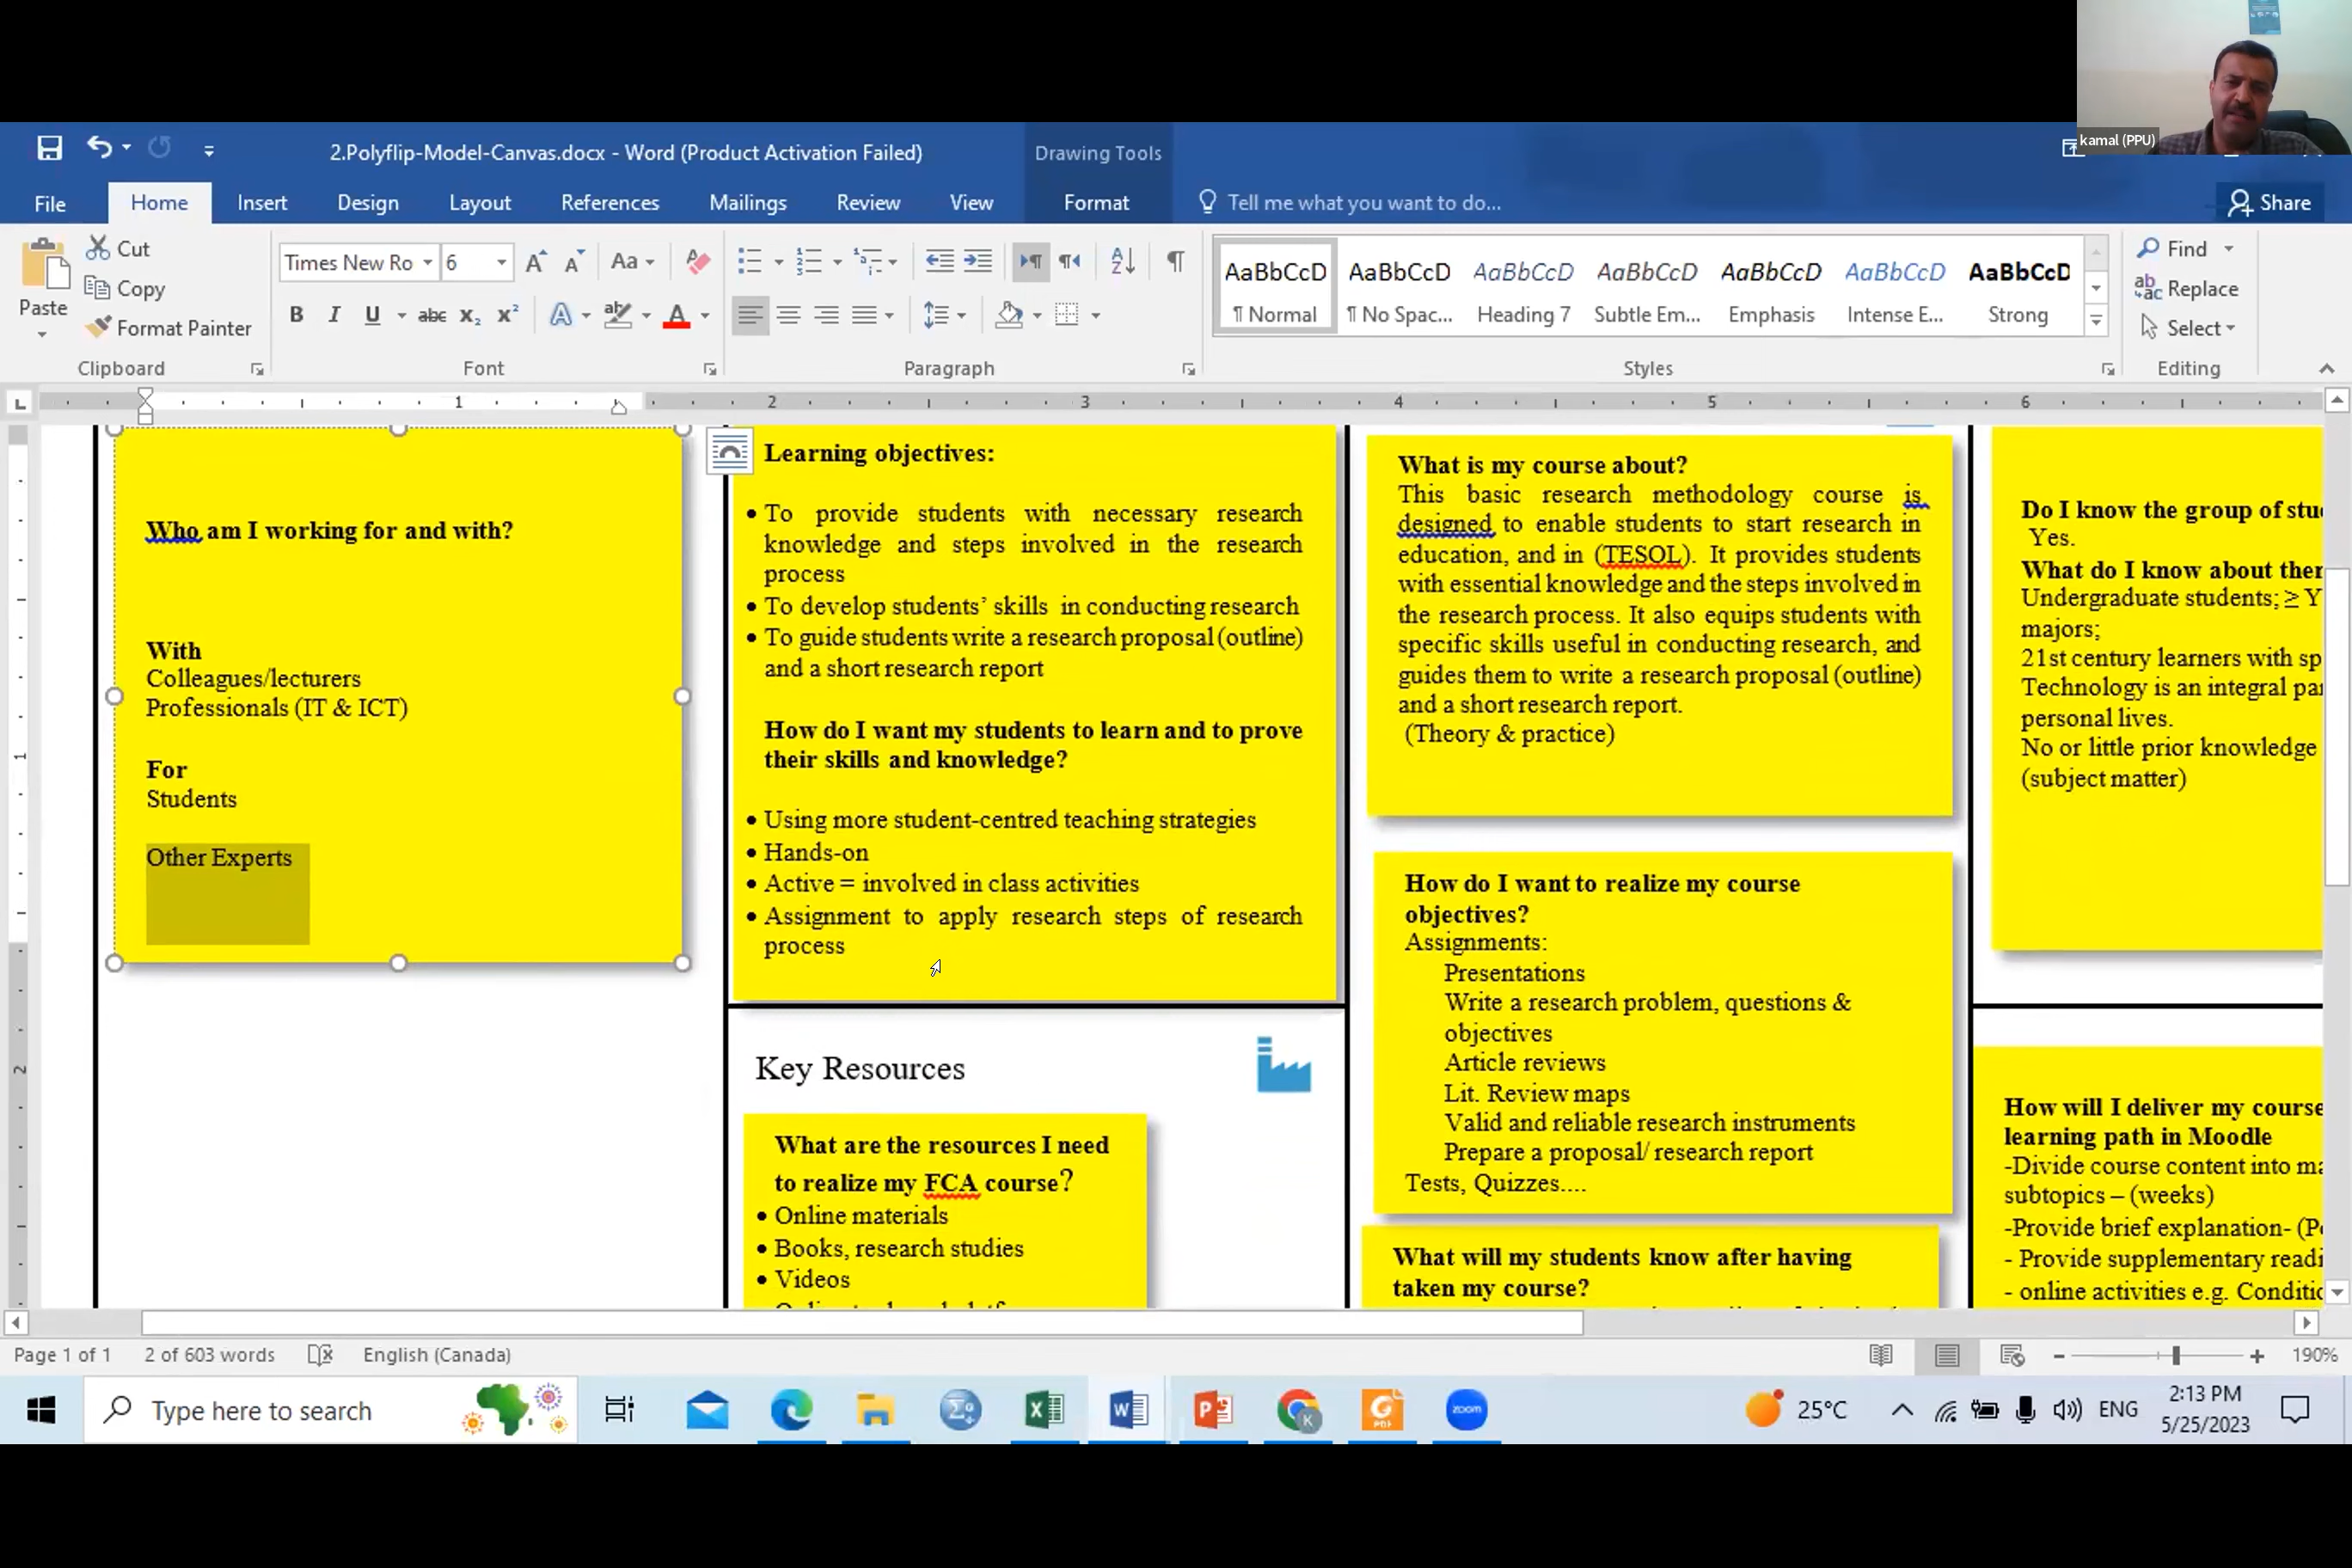 kamal (PPU)
2.Polyflip-Model-Canvas.docx - Word (Product Activation Failed)
Drawing Tools
File
Home
Insert
Design
Layout
References
Mailings
Review
View
Format
Tell me what you want to do...
Share
Paste
Cut
Copy
Format Painter
Clipboard
Times New Ro
6
Aa
B I U abc x₂ x²
Font
Paragraph
AaBbCcD
¶ Normal
AaBbCcD
¶ No Spac...
AaBbCcD
Heading 7
AaBbCcD
Subtle Em...
AaBbCcD
Emphasis
AaBbCcD
Intense E...
AaBbCcD
Strong
Styles
Find
Replace
Select
Editing
1 2 3 4 5 6
Who am I working for and with?
With
Colleagues/lecturers
Professionals (IT & ICT)
For
Students
Other Experts
Learning objectives:
• To provide students with necessary research
knowledge and steps involved in the research
process
• To develop students' skills in conducting research
• To guide students write a research proposal (outline)
and a short research report
How do I want my students to learn and to prove
their skills and knowledge?
• Using more student-centred teaching strategies
• Hands-on
• Active = involved in class activities
• Assignment to apply research steps of research
process
Key Resources
What are the resources I need
to realize my FCA course?
• Online materials
• Books, research studies
• Videos
What is my course about?
This basic research methodology course is
designed to enable students to start research in
education, and in (TESOL). It provides students
with essential knowledge and the steps involved in
the research process. It also equips students with
specific skills useful in conducting research, and
guides them to write a research proposal (outline)
and a short research report.
(Theory & practice)
How do I want to realize my course
objectives?
Assignments:
Presentations
Write a research problem, questions &
objectives
Article reviews
Lit. Review maps
Valid and reliable research instruments
Prepare a proposal/ research report
Tests, Quizzes....
What will my students know after having
taken my course?
Do I know the group of stu
Yes.
What do I know about ther
Undergraduate students; ≥ Y
majors;
21st century learners with sp
Technology is an integral pa
personal lives.
No or little prior knowledge
(subject matter)
How will I deliver my course
learning path in Moodle
-Divide course content into ma
subtopics – (weeks)
-Provide brief explanation- (P
- Provide supplementary readi
- online activities e.g. Conditic
Page 1 of 1
2 of 603 words
English (Canada)
190%
Type here to search
zoom
25°C
ENG
2:13 PM
5/25/2023